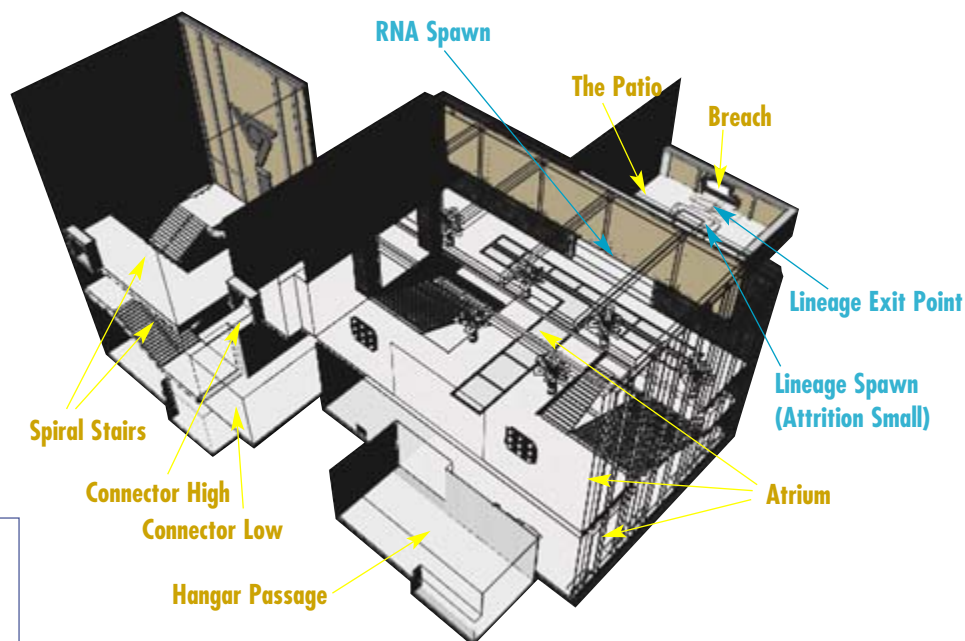 RNA Spawn
The Patio
Breach
Lineage Exit Point
Lineage Spawn
(Attrition Small)
Spiral Stairs
Connector High
Connector Low
Atrium
Hangar Passage